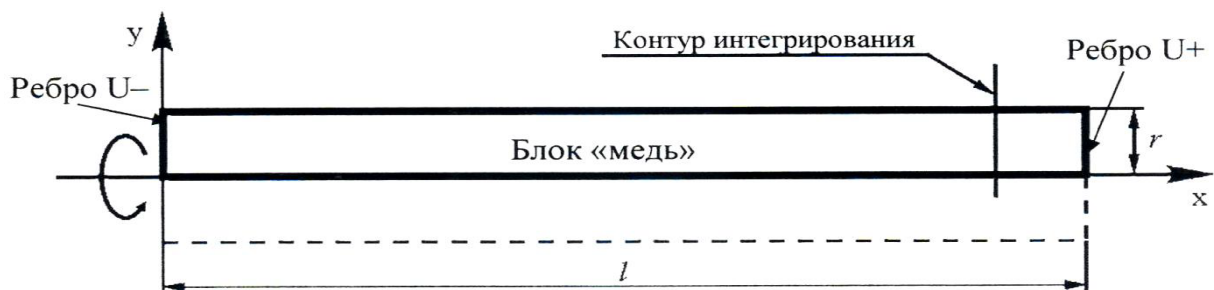 y
Контур интегрирования
Ребро U+
Ребро U–
r
Блок «медь»
x
l